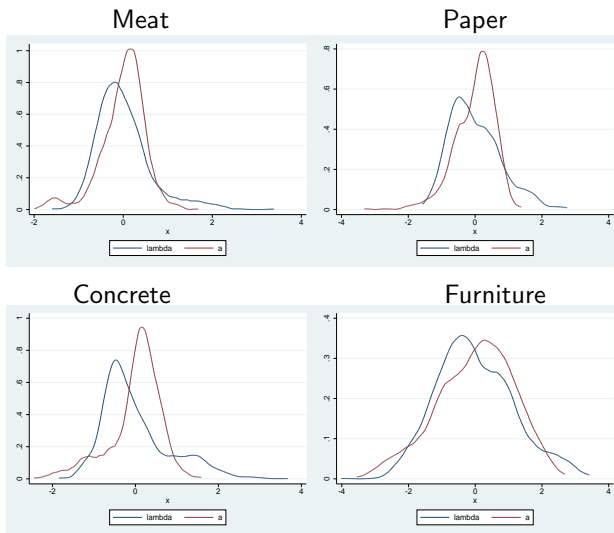 Meat
0 .2 .4 .6 .8 1
-2 0 2 4
x
lambda a
Paper
0 .2 .4 .6 .8
-4 -2 0 2 4
x
lambda a
Concrete
0 .2 .4 .6 .8 1
-2 0 2 4
x
lambda a
Furniture
0 .1 .2 .3 .4
-4 -2 0 2 4
x
lambda a